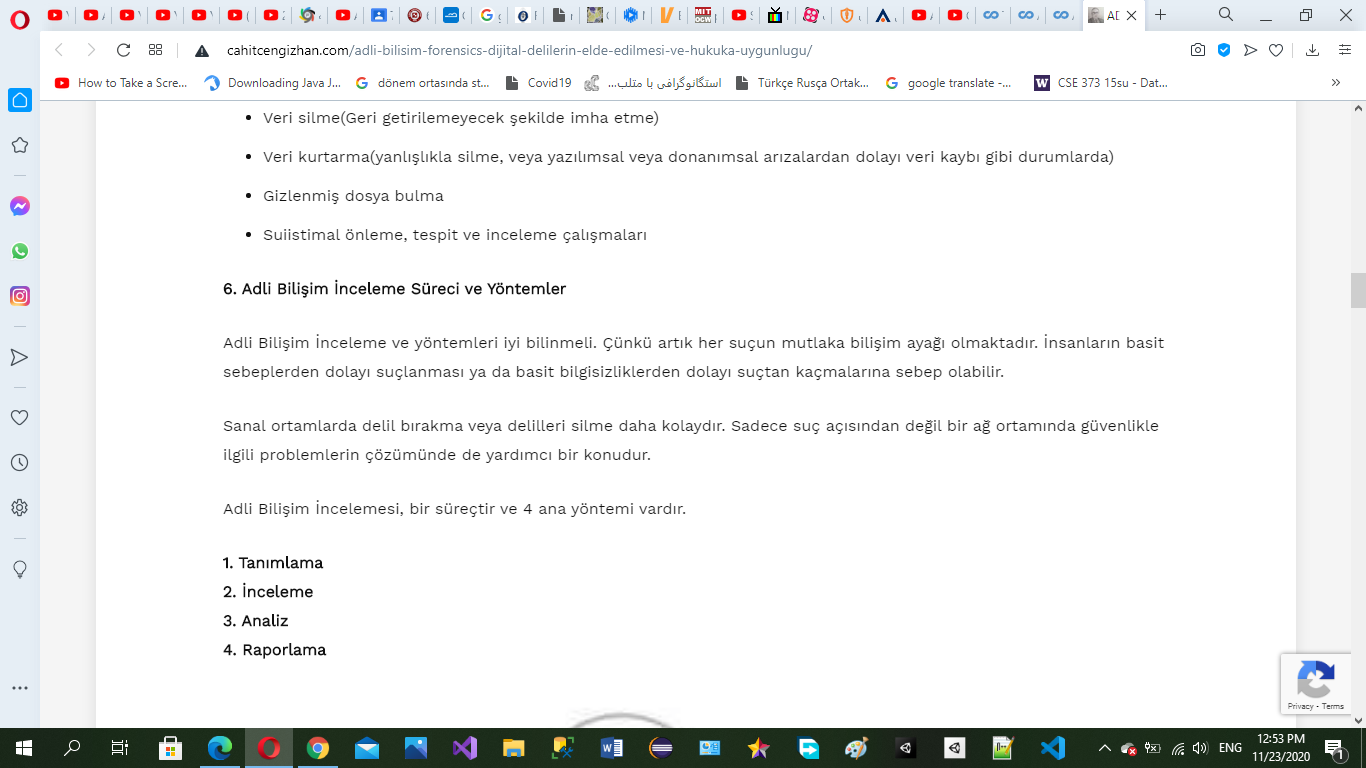 cahitcengizhan.com/adli-bilisim-forensics-dijital-delilerin-elde-edilmesi-ve-hukuka-uygunlugu/
How to Take a Scre...
Downloading Java J...
dönem ortasında st...
Covid19
استگانوگرافی با متلب...
Türkçe Rusça Ortak...
google translate -...
CSE 373 15su - Dat...
»
• Veri silme(Geri getirilemeyecek şekilde imha etme)
• Veri kurtarma(yanlışlıkla silme, veya yazılımsal veya donanımsal arızalardan dolayı veri kaybı gibi durumlarda)
• Gizlenmiş dosya bulma
• Suiistimal önleme, tespit ve inceleme çalışmaları
6. Adli Bilişim İnceleme Süreci ve Yöntemler
Adli Bilişim İnceleme ve yöntemleri iyi bilinmeli. Çünkü artık her suçun mutlaka bilişim ayağı olmaktadır. İnsanların basit
sebeplerden dolayı suçlanması ya da basit bilgisizliklerden dolayı suçtan kaçmalarına sebep olabilir.
Sanal ortamlarda delil bırakma veya delilleri silme daha kolaydır. Sadece suç açısından değil bir ağ ortamında güvenlikle
ilgili problemlerin çözümünde de yardımcı bir konudur.
Adli Bilişim İncelemesi, bir süreçtir ve 4 ana yöntemi vardır.
1. Tanımlama
2. İnceleme
3. Analiz
4. Raporlama
Privacy - Terms
ENG
12:53 PM
11/23/2020
1